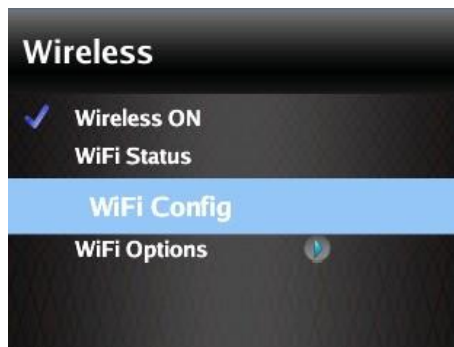 Wireless
Wireless ON
WiFi Status
WiFi Config
WiFi Options